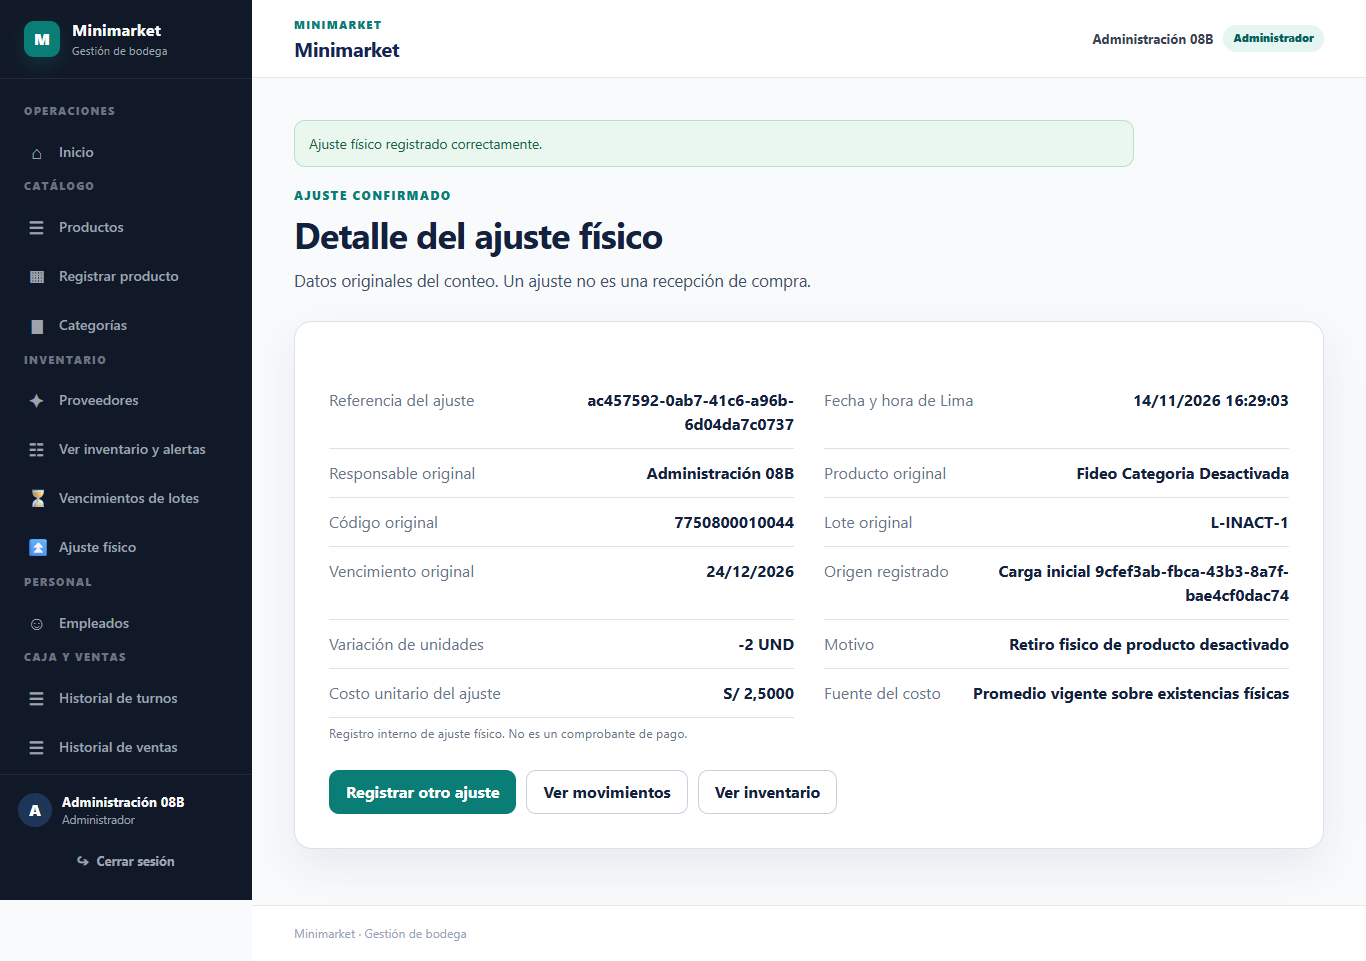 M
Minimarket
Gestión de bodega
OPERACIONES
Inicio
CATÁLOGO
Productos
Registrar producto
Categorías
INVENTARIO
Proveedores
Ver inventario y alertas
Vencimientos de lotes
Ajuste físico
PERSONAL
Empleados
CAJA Y VENTAS
Historial de turnos
Historial de ventas
A
Administración 08B
Administrador
Cerrar sesión
MINIMARKET
Minimarket
Administración 08B
Administrador
Ajuste físico registrado correctamente.
AJUSTE CONFIRMADO
Detalle del ajuste físico
Datos originales del conteo. Un ajuste no es una recepción de compra.
Referencia del ajuste
ac457592-0ab7-41c6-a96b-
6d04da7c0737
Fecha y hora de Lima
14/11/2026 16:29:03
Responsable original
Administración 08B
Producto original
Fideo Categoria Desactivada
Código original
7750800010044
Lote original
L-INACT-1
Vencimiento original
24/12/2026
Origen registrado
Carga inicial 9cfef3ab-fbca-43b3-8a7f-
bae4cf0dac74
Variación de unidades
-2 UND
Motivo
Retiro fisico de producto desactivado
Costo unitario del ajuste
S/ 2,5000
Fuente del costo
Promedio vigente sobre existencias físicas
Registro interno de ajuste físico. No es un comprobante de pago.
Registrar otro ajuste
Ver movimientos
Ver inventario
Minimarket · Gestión de bodega